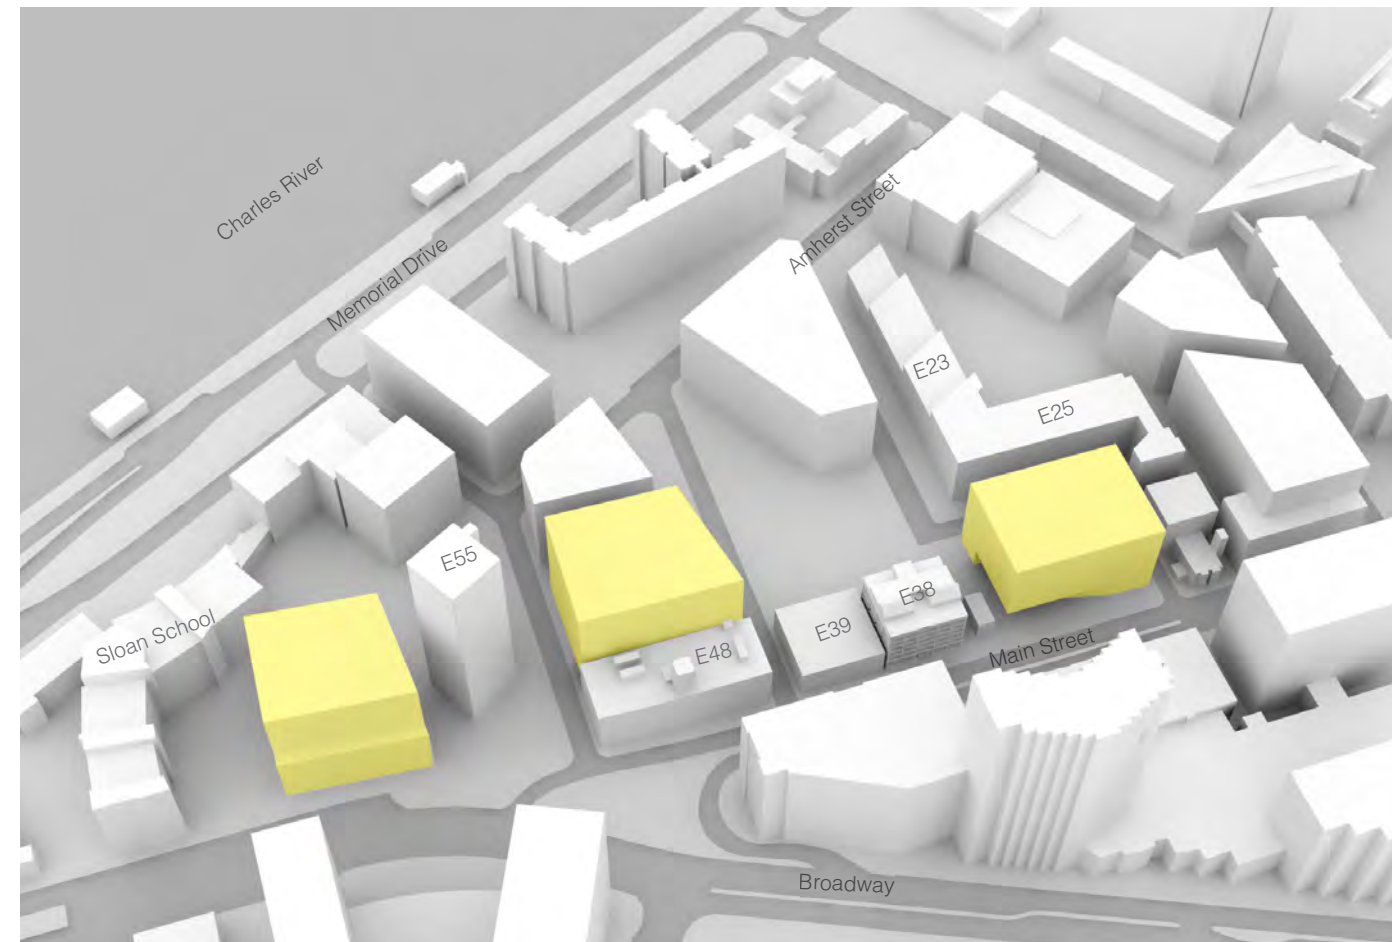 Charles River
Memorial Drive
Amherst Street
E23
E25
E55
E38
E39
E48
Main Street
Sloan School
Broadway